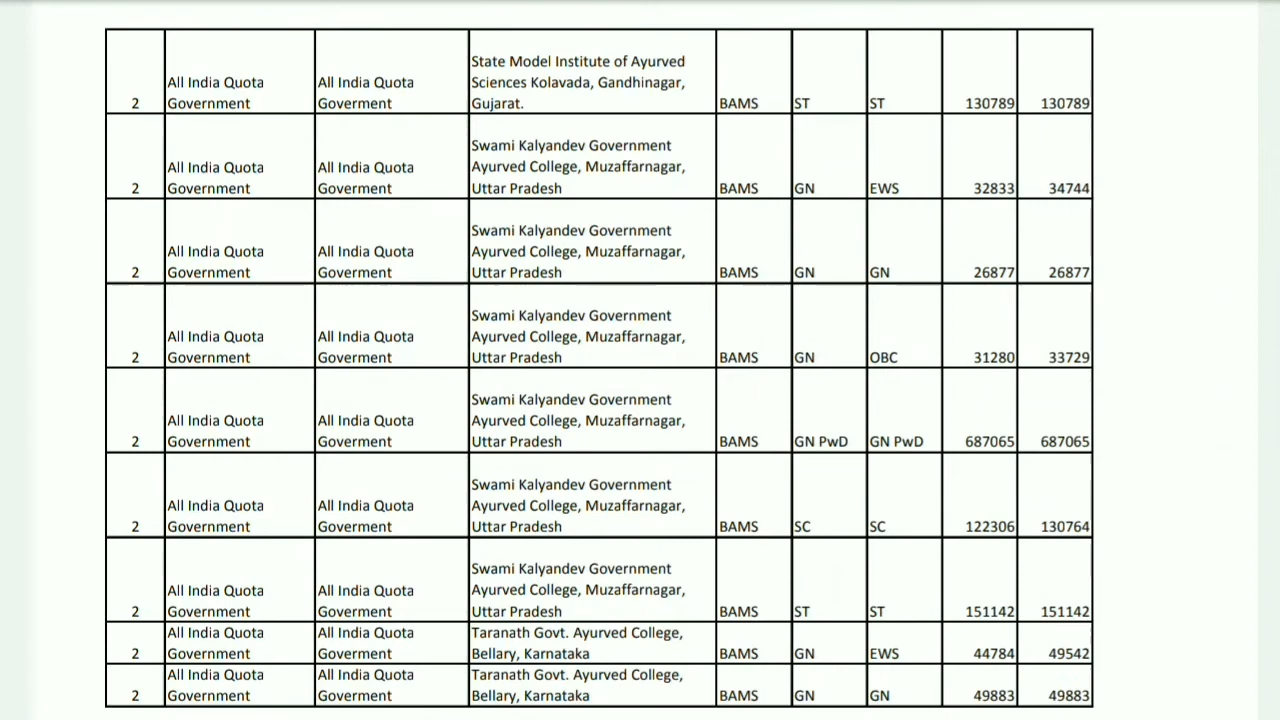 State Model Institute of Ayurved
All India Quota All India Quota Sciences Kolavada, Gandhinagar,
2 Government Goverment Gujarat. BAMS ST ST 130789 130789
Swami Kalyandev Government
All India Quota All India Quota Ayurved College, Muzaffarnagar,
2 Government Goverment Uttar Pradesh BAMS GN EWS 32833 34744
Swami Kalyandev Government
All India Quota All India Quota Ayurved College, Muzaffarnagar,
2 Government Goverment Uttar Pradesh BAMS GN GN 26877 26877
Swami Kalyandev Government
All India Quota All India Quota Ayurved College, Muzaffarnagar,
2 Government Goverment Uttar Pradesh BAMS GN OBC 31280 33729
Swami Kalyandev Government
All India Quota All India Quota Ayurved College, Muzaffarnagar,
2 Government Goverment Uttar Pradesh BAMS GN PwD GN PwD 687065 687065
Swami Kalyandev Government
All India Quota All India Quota Ayurved College, Muzaffarnagar,
2 Government Goverment Uttar Pradesh BAMS SC SC 122306 130764
Swami Kalyandev Government
All India Quota All India Quota Ayurved College, Muzaffarnagar,
2 Government Goverment Uttar Pradesh BAMS ST ST 151142 151142
All India Quota All India Quota Taranath Govt. Ayurved College,
2 Government Goverment Bellary, Karnataka BAMS GN EWS 44784 49542
All India Quota All India Quota Taranath Govt. Ayurved College,
2 Government Goverment Bellary, Karnataka BAMS GN GN 49883 49883